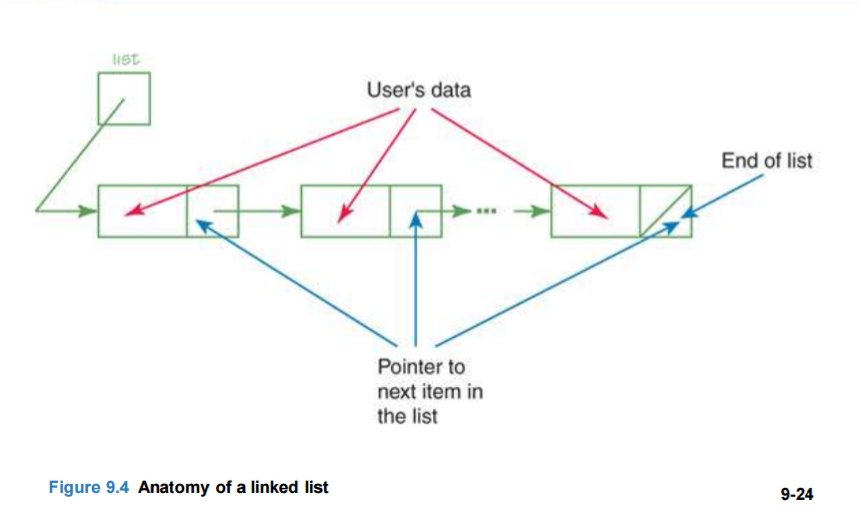 list
User's data
End of list
...
Pointer to
next item in
the list
Figure 9.4 Anatomy of a linked list
9-24